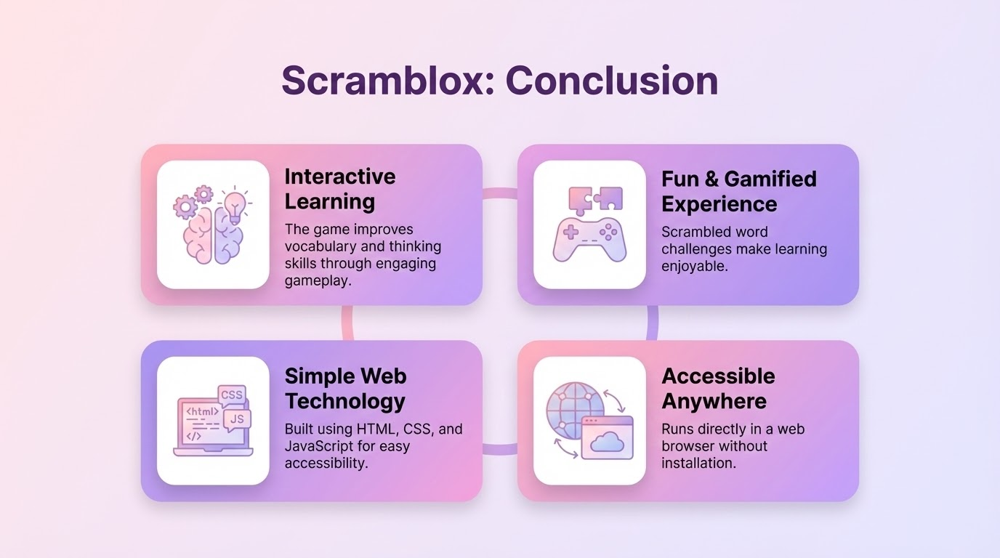 Scramblox: Conclusion
Interactive
Learning
The game improves
vocabulary and thinking
skills through engaging
gameplay.
Fun & Gamified
Experience
Scrambled word
challenges make learning
enjoyable.
CSS
<html>
JS
</>
Simple Web
Technology
Built using HTML, CSS, and
JavaScript for easy
accessibility.
Accessible
Anywhere
Runs directly in a web
browser without
installation.